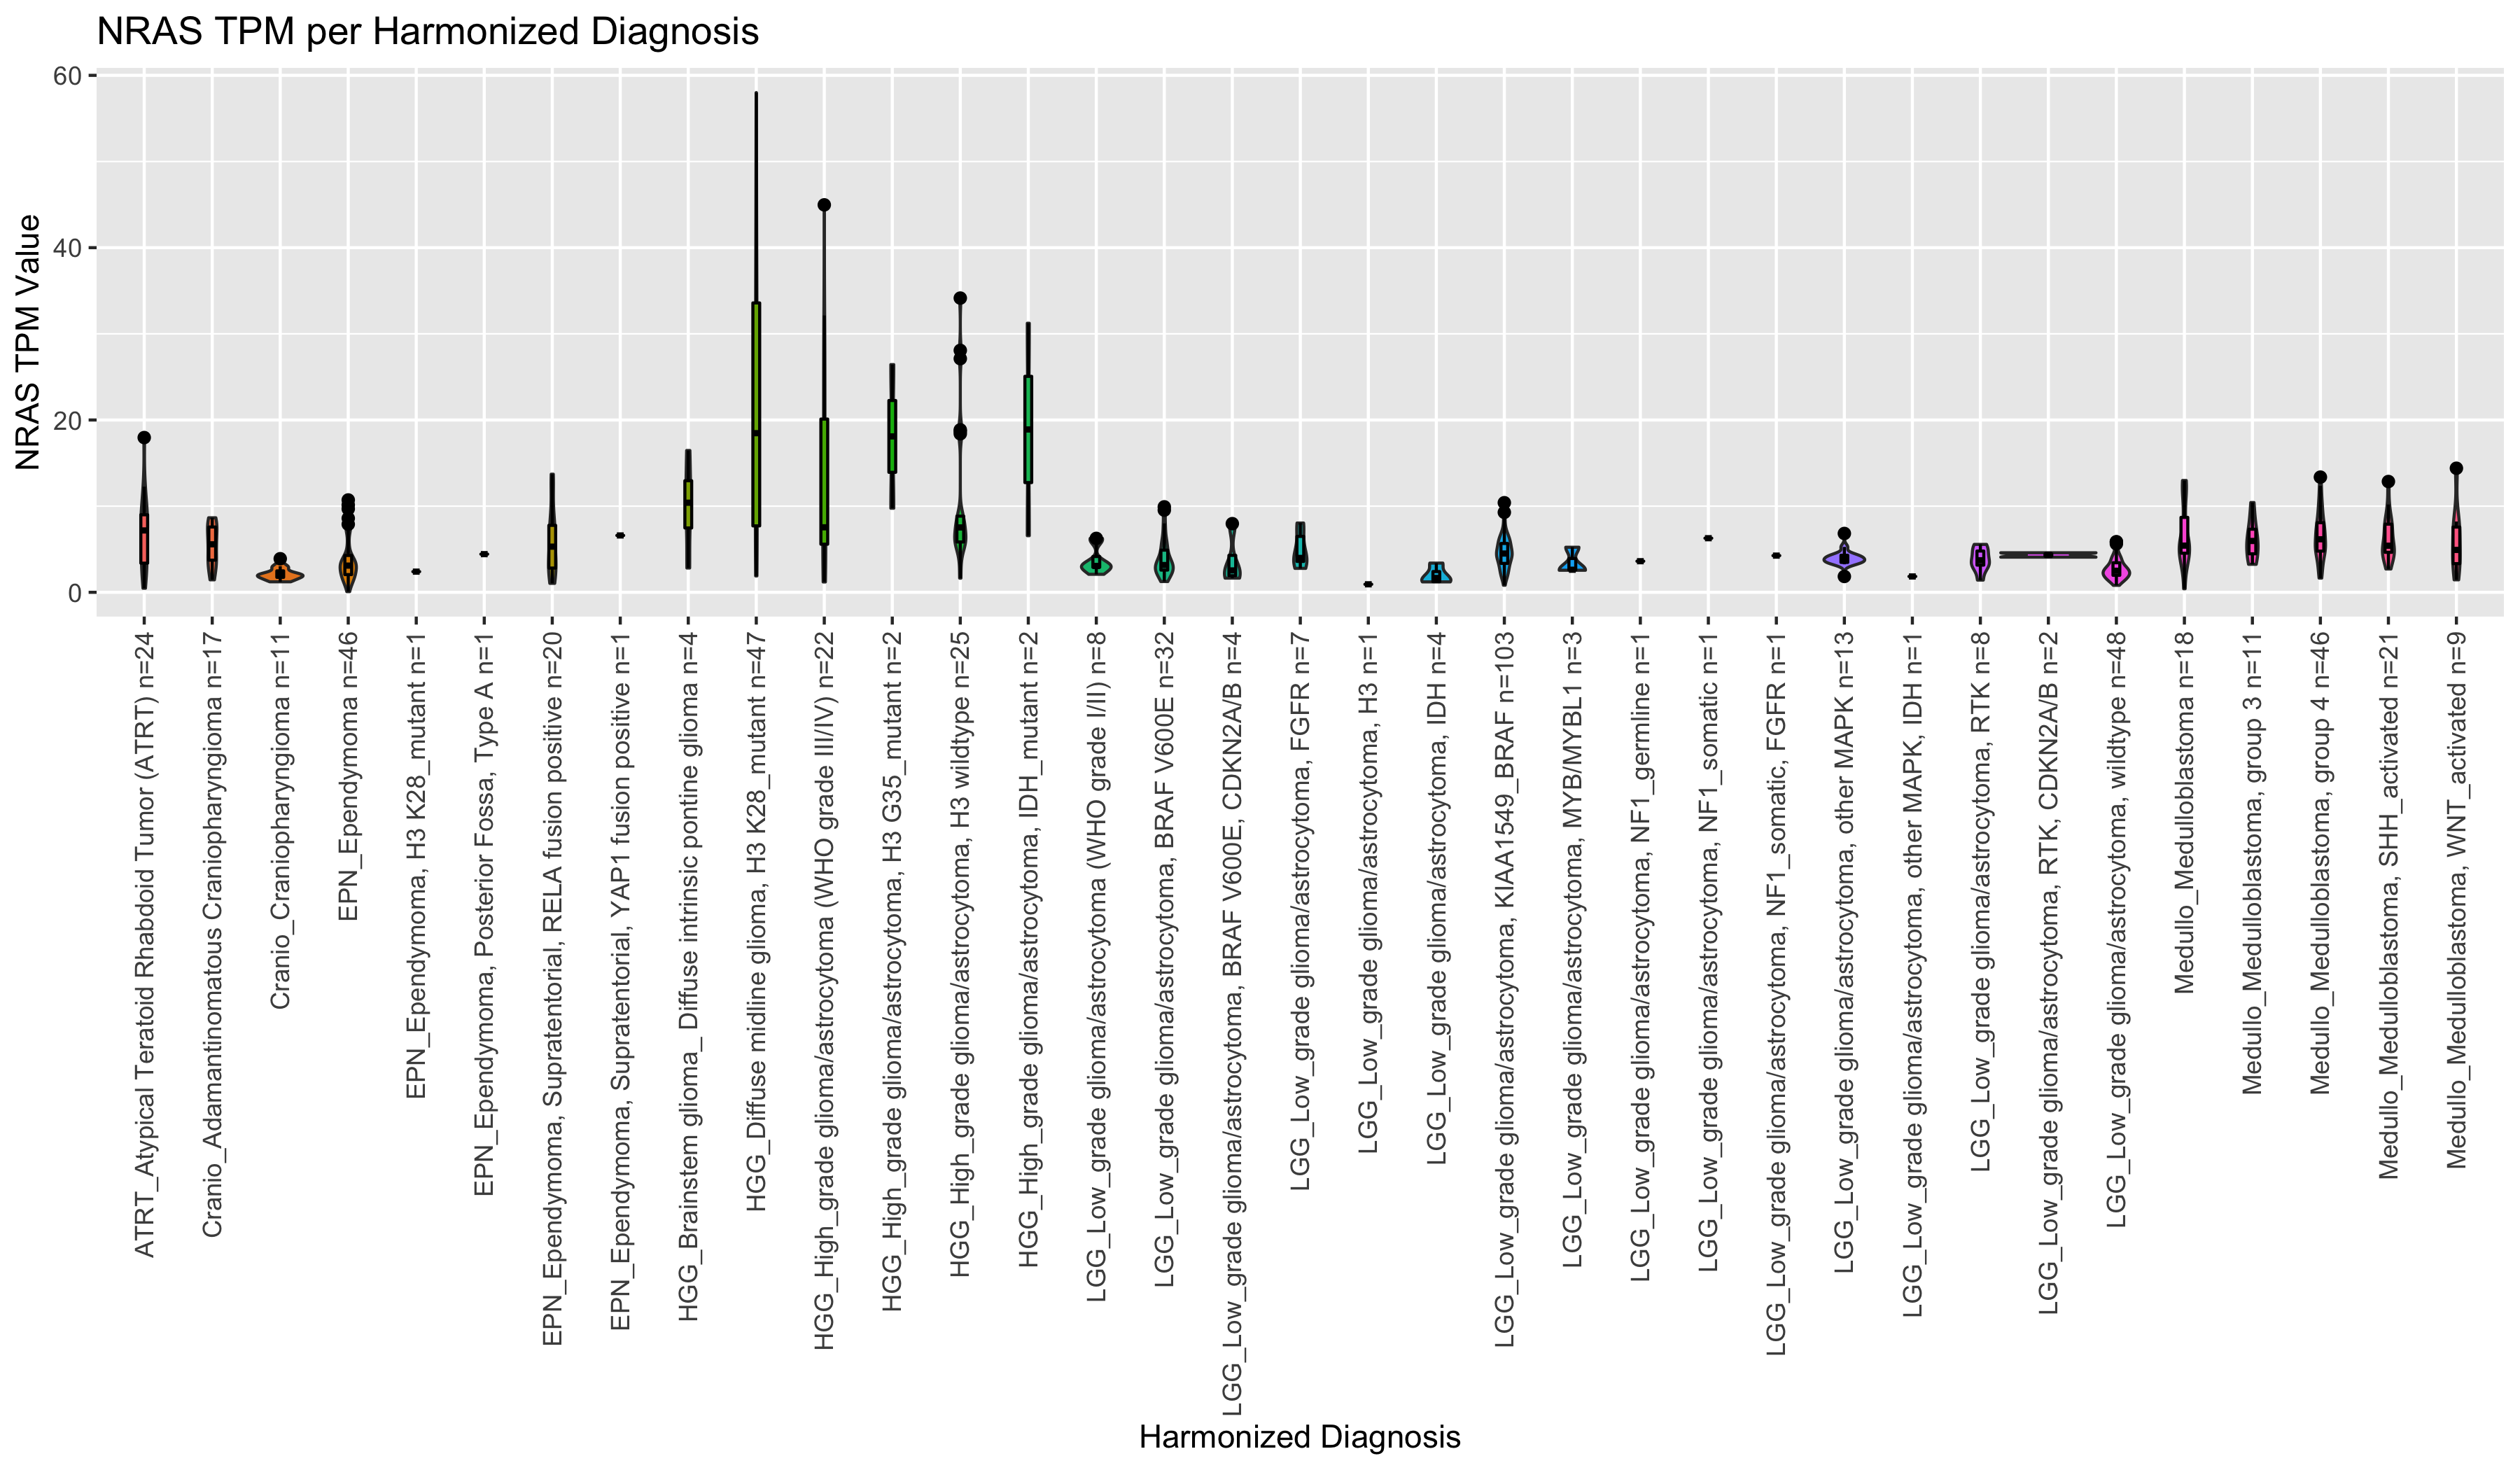 NRAS TPM per Harmonized Diagnosis
NRAS TPM Value
60
40
20
0
ATRT_Atypical Teratoid Rhabdoid Tumor (ATRT) n=24
Cranio_Adamantinomatous Craniopharyngioma n=17
Cranio_Craniopharyngioma n=11
EPN_Ependymoma n=46
EPN_Ependymoma, H3 K28_mutant n=1
EPN_Ependymoma, Posterior Fossa, Type A n=1
EPN_Ependymoma, Supratentorial, RELA fusion positive n=20
EPN_Ependymoma, Supratentorial, YAP1 fusion positive n=1
HGG_Brainstem glioma_ Diffuse intrinsic pontine glioma n=4
HGG_Diffuse midline glioma, H3 K28_mutant n=47
HGG_High_grade glioma/astrocytoma (WHO grade III/IV) n=22
HGG_High_grade glioma/astrocytoma, H3 G35_mutant n=2
HGG_High_grade glioma/astrocytoma, H3 wildtype n=25
HGG_High_grade glioma/astrocytoma, IDH_mutant n=2
LGG_Low_grade glioma/astrocytoma (WHO grade I/II) n=8
LGG_Low_grade glioma/astrocytoma, BRAF V600E n=32
LGG_Low_grade glioma/astrocytoma, BRAF V600E, CDKN2A/B n=4
LGG_Low_grade glioma/astrocytoma, FGFR n=7
LGG_Low_grade glioma/astrocytoma, H3 n=1
LGG_Low_grade glioma/astrocytoma, IDH n=4
LGG_Low_grade glioma/astrocytoma, KIAA1549_BRAF n=103
LGG_Low_grade glioma/astrocytoma, MYB/MYBL1 n=3
LGG_Low_grade glioma/astrocytoma, NF1_germline n=1
LGG_Low_grade glioma/astrocytoma, NF1_somatic n=1
LGG_Low_grade glioma/astrocytoma, NF1_somatic, FGFR n=1
LGG_Low_grade glioma/astrocytoma, other MAPK n=13
LGG_Low_grade glioma/astrocytoma, other MAPK, IDH n=1
LGG_Low_grade glioma/astrocytoma, RTK n=8
LGG_Low_grade glioma/astrocytoma, RTK, CDKN2A/B n=2
LGG_Low_grade glioma/astrocytoma, wildtype n=48
Medullo_Medulloblastoma n=18
Medullo_Medulloblastoma, group 3 n=11
Medullo_Medulloblastoma, group 4 n=46
Medullo_Medulloblastoma, SHH_activated n=21
Medullo_Medulloblastoma, WNT_activated n=9
Harmonized Diagnosis